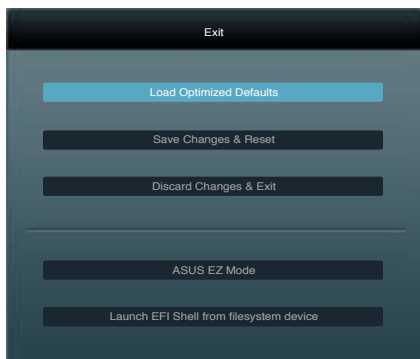 Exit
Load Optimized Defaults
Save Changes & Reset
Discard Changes & Exit
ASUS EZ Mode
Launch EFI Shell from filesystem device